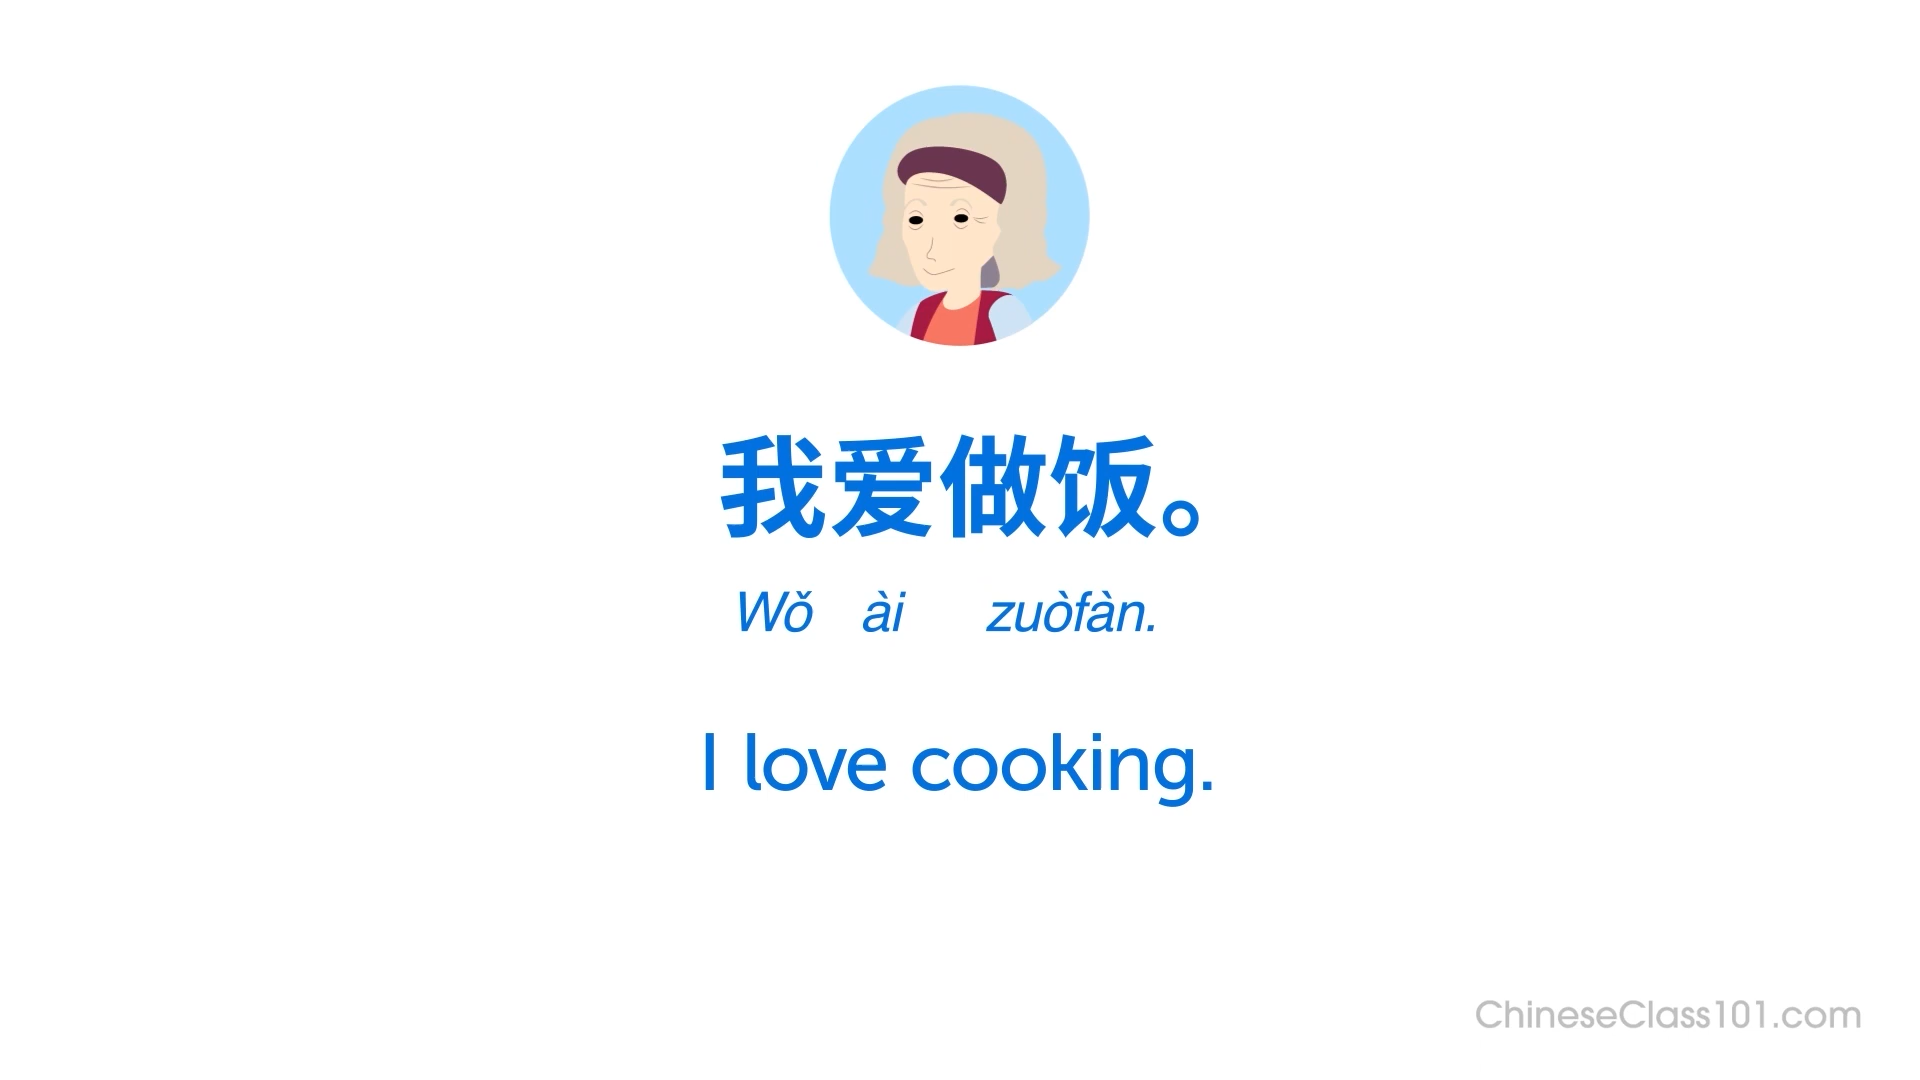 我爱做饭。
Wǒ ài zuòfàn.
I love cooking.
ChineseClass101.com